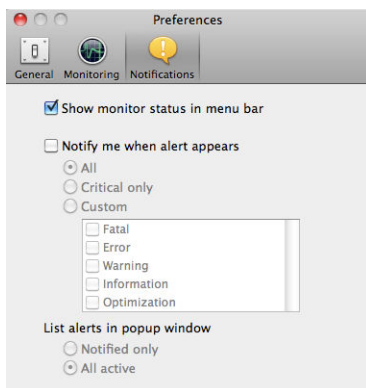 Preferences
General Monitoring Notifications
Show monitor status in menu bar
Notify me when alert appears
All
Critical only
Custom
Fatal
Error
Warning
Information
Optimization
List alerts in popup window
Notified only
All active